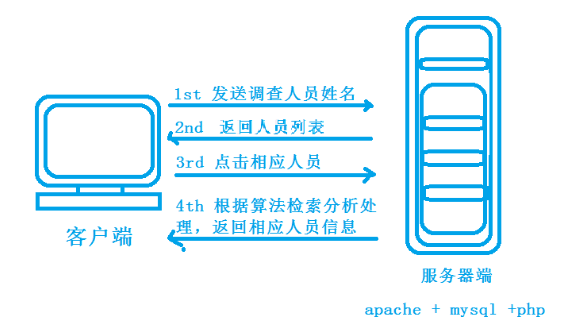 1st 发送调查人员姓名
2nd 返回人员列表
3rd 点击相应人员
4th 根据算法检索分析处
理，返回相应人员信息
客户端
服务器端
apache + mysql +php